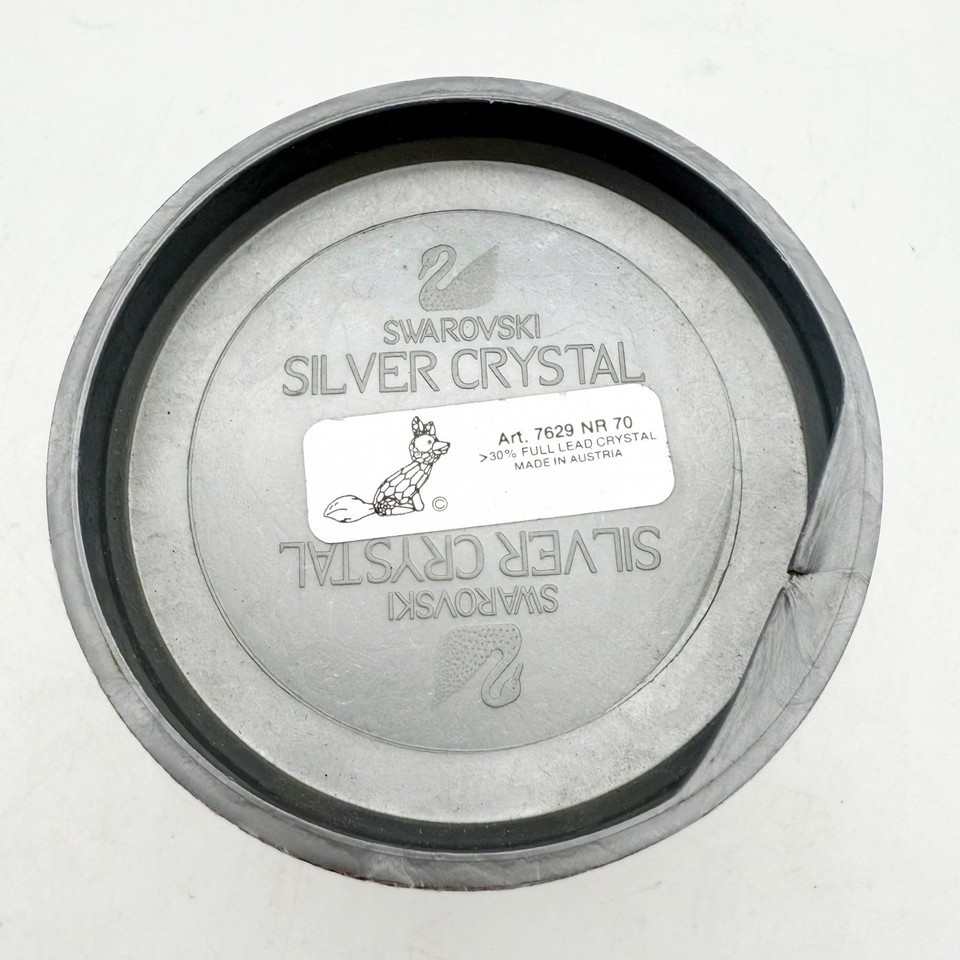 SWAROVSKI
SILVER CRYSTAL
Art. 7629 NR 70
>30% FULL LEAD CRYSTAL
MADE IN AUSTRIA
©
SILVER CRYSTAL
SWAROVSKI